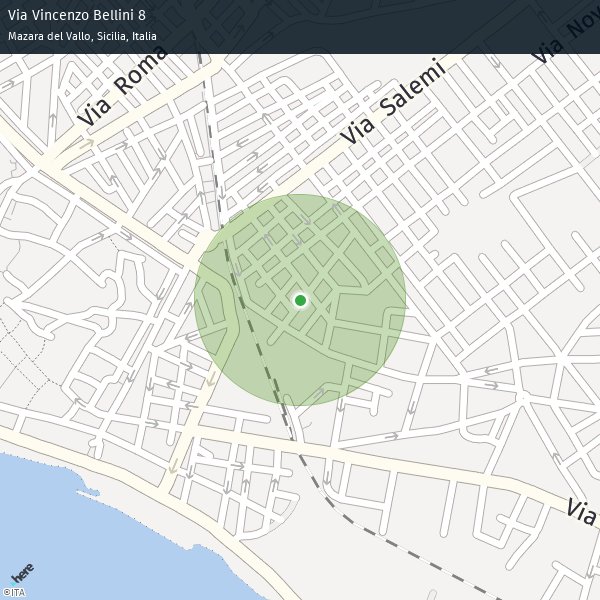 Via Vincenzo Bellini 8
Mazara del Vallo, Sicilia, Italia
Via Nov
Via Roma
Via Salemi
Via
here
©ITA